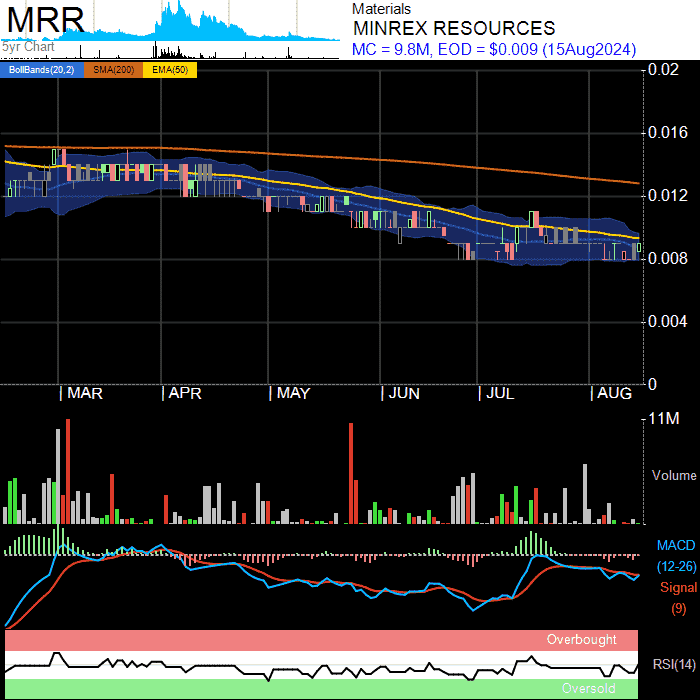 MRR
5yr Chart
Materials
MINREX RESOURCES
MC = 9.8M, EOD = $0.009 (15Aug2024)
BollBands(20,2) SMA(200) EMA(50)
0.02
0.016
0.012
0.008
0.004
0
MAR APR MAY JUN JUL AUG
11M
Volume
MACD
(12-26)
Signal
(9)
Overbought
RSI(14)
Oversold